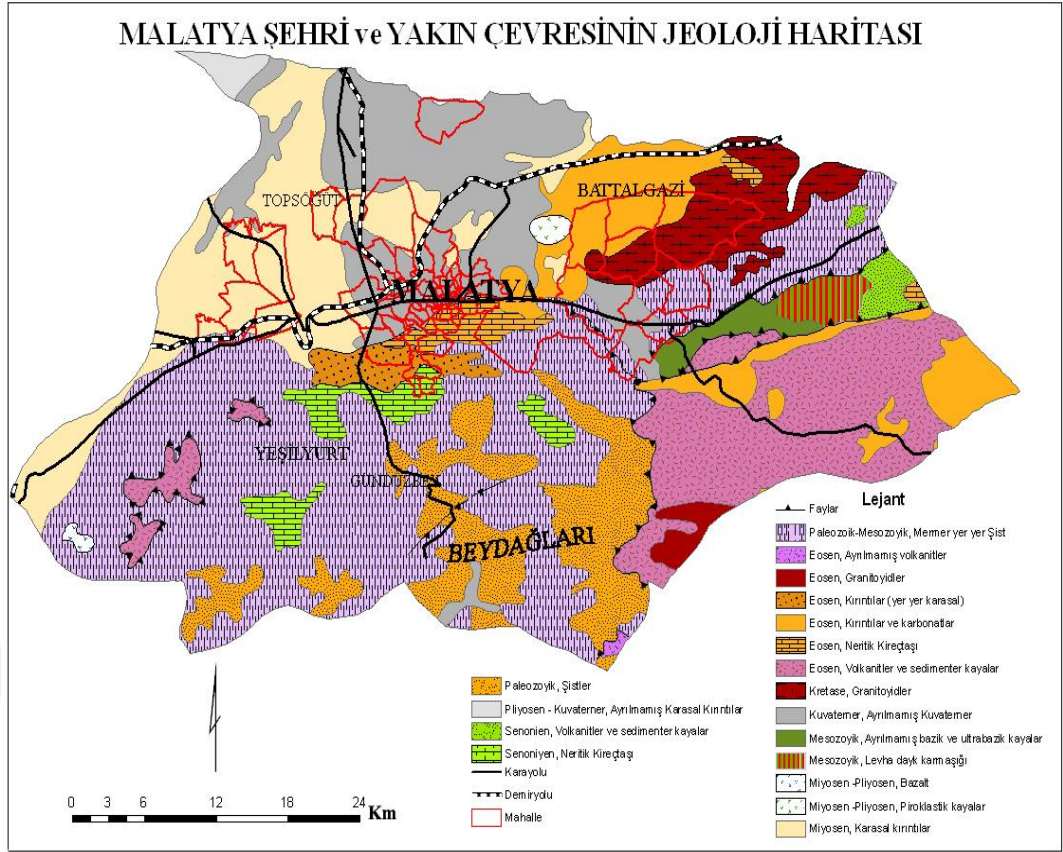 MALATYA ŞEHRİ ve YAKIN ÇEVRESİNİN JEOLOJİ HARİTASI
TOPSÖĞÜT
BATTALGAZİ
MALATYA
YEŞİLYURT
GÜNDÜZBEY
BEYDAĞLARI
Lejant
Faylar
Paleozoik-Mesozoyik, Mermer yer yer Şist
Eosen, Ayrılmamış volkanitler
Eosen, Granitoyidler
Eosen, Kırıntılar (yer yer karasal)
Eosen, Kırıntılar ve karbonatlar
Eosen, Neritik Kireçtaşı
Eosen, Volkanitler ve sedimenter kayalar
Kretase, Granitoyidler
Kuvaterner, Ayrılmamış Kuvaterner
Mesozoyik, Ayrılmamış bazik ve ultrabazik kayalar
Mesozoyik, Levha dayk karmaşığı
Miyosen -Pliyosen, Bazalt
Miyosen -Pliyosen, Piroklastik kayalar
Miyosen, Karasal kırıntılar
Paleozoyik, Şistler
Pliyosen - Kuvaterner, Ayrılmamış Karasal Kırıntılar
Senonien, Volkanitler ve sedimenter kayalar
Senoniyen, Neritik Kireçtaşı
Karayolu
Demiryolu
Mahalle
0 3 6 12 18 24 Km